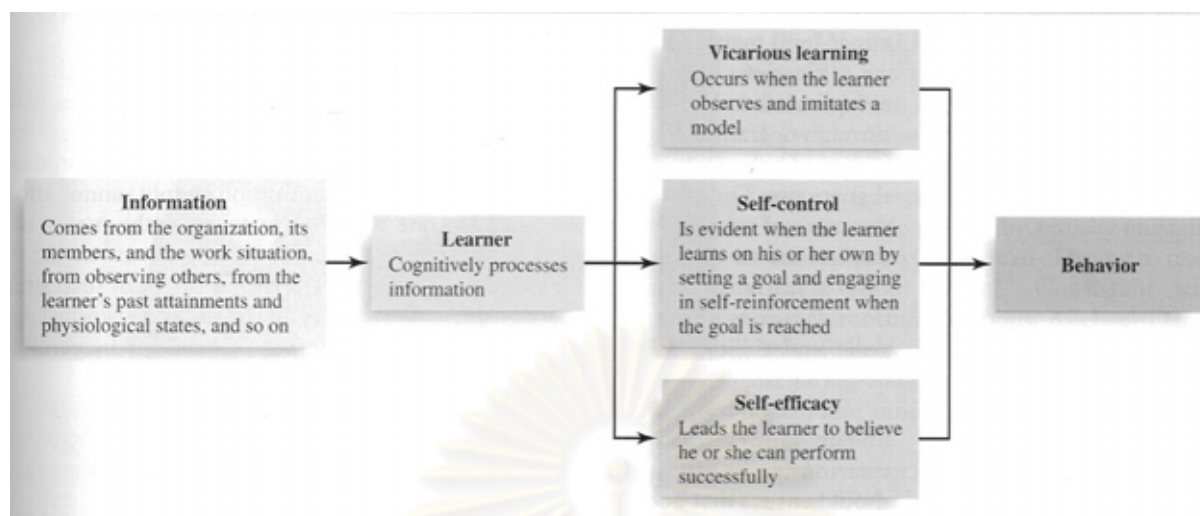 Information
Comes from the organization, its
members, and the work situation,
from observing others, from the
learner's past attainments and
physiological states, and so on
Learner
Cognitively processes
information
Vicarious learning
Occurs when the learner
observes and imitates a
model
Self-control
Is evident when the learner
learns on his or her own by
setting a goal and engaging
in self-reinforcement when
the goal is reached
Self-efficacy
Leads the learner to believe
he or she can perform
successfully
Behavior